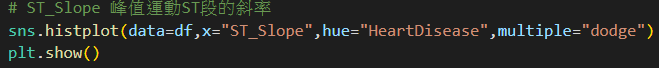 # ST_Slope 峰值運動ST段的斜率
sns.histplot(data=df,x="ST_Slope",hue="HeartDisease",multiple="dodge")
plt.show()